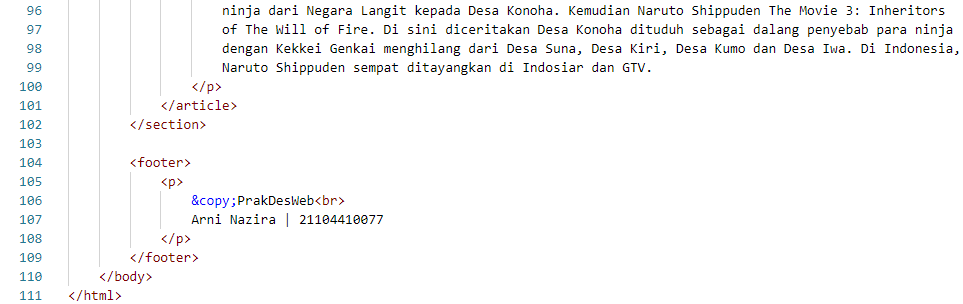 96 ninja dari Negara Langit kepada Desa Konoha. Kemudian Naruto Shippuden The Movie 3: Inheritors
97 of The Will of Fire. Di sini diceritakan Desa Konoha dituduh sebagai dalang penyebab para ninja
98 dengan Kekkei Genkai menghilang dari Desa Suna, Desa Kiri, Desa Kumo dan Desa Iwa. Di Indonesia,
99 Naruto Shippuden sempat ditayangkan di Indosiar dan GTV.
100 </p>
101 </article>
102 </section>
103
104 <footer>
105 <p>
106 &copy;PrakDesWeb<br>
107 Arni Nazira | 21104410077
108 </p>
109 </footer>
110 </body>
111 </html>